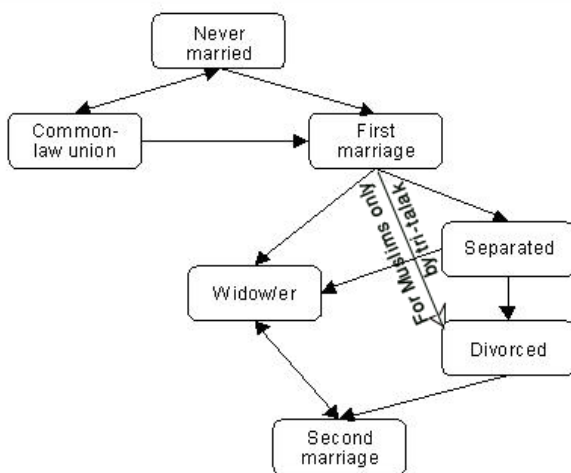 Never
married
Common-
law union
First
marriage
For Muslims only
by tri-talak
Separated
Widow/er
Divorced
Second
marriage